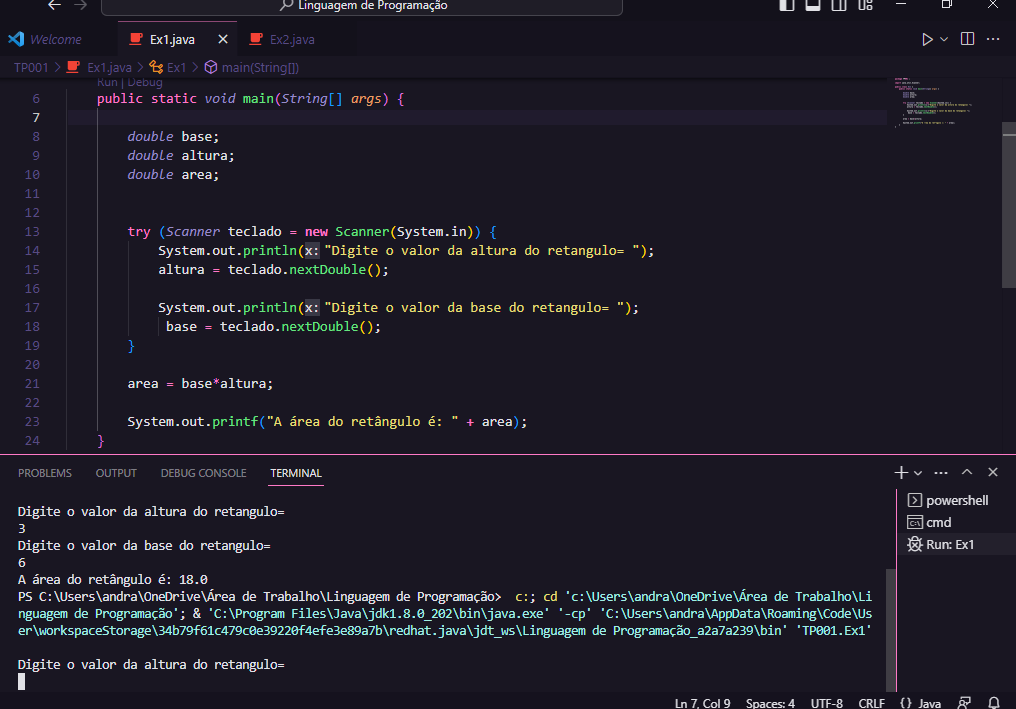 Linguagem de Programação
Welcome
Ex1.java
Ex2.java
TP001 > Ex1.java > Ex1 > main(String[])
Run | Debug
6 public static void main(String[] args) {
7
8 double base;
9 double altura;
10 double area;
11
12
13 try (Scanner teclado = new Scanner(System.in)) {
14 System.out.println(x: "Digite o valor da altura do retangulo= ");
15 altura = teclado.nextDouble();
16
17 System.out.println(x: "Digite o valor da base do retangulo= ");
18 base = teclado.nextDouble();
19 }
20
21 area = base*altura;
22
23 System.out.printf("A área do retângulo é: " + area);
24 }
PROBLEMS OUTPUT DEBUG CONSOLE TERMINAL
Digite o valor da altura do retangulo=
3
Digite o valor da base do retangulo=
6
A área do retângulo é: 18.0
PS C:\Users\andra\OneDrive\Área de Trabalho\Linguagem de Programação> c:; cd 'c:\Users\andra\OneDrive\Área de Trabalho\Li
nguagem de Programação'; & 'C:\Program Files\Java\jdk1.8.0_202\bin\java.exe' '-cp' 'C:\Users\andra\AppData\Roaming\Code\Us
er\workspaceStorage\34b79f61c479c0e39220f4efe3e89a7b\redhat.java\jdt_ws\Linguagem de Programação_a2a7a239\bin' 'TP001.Ex1'
Digite o valor da altura do retangulo=
powershell
cmd
Run: Ex1
Ln 7, Col 9 Spaces: 4 UTF-8 CRLF {} Java